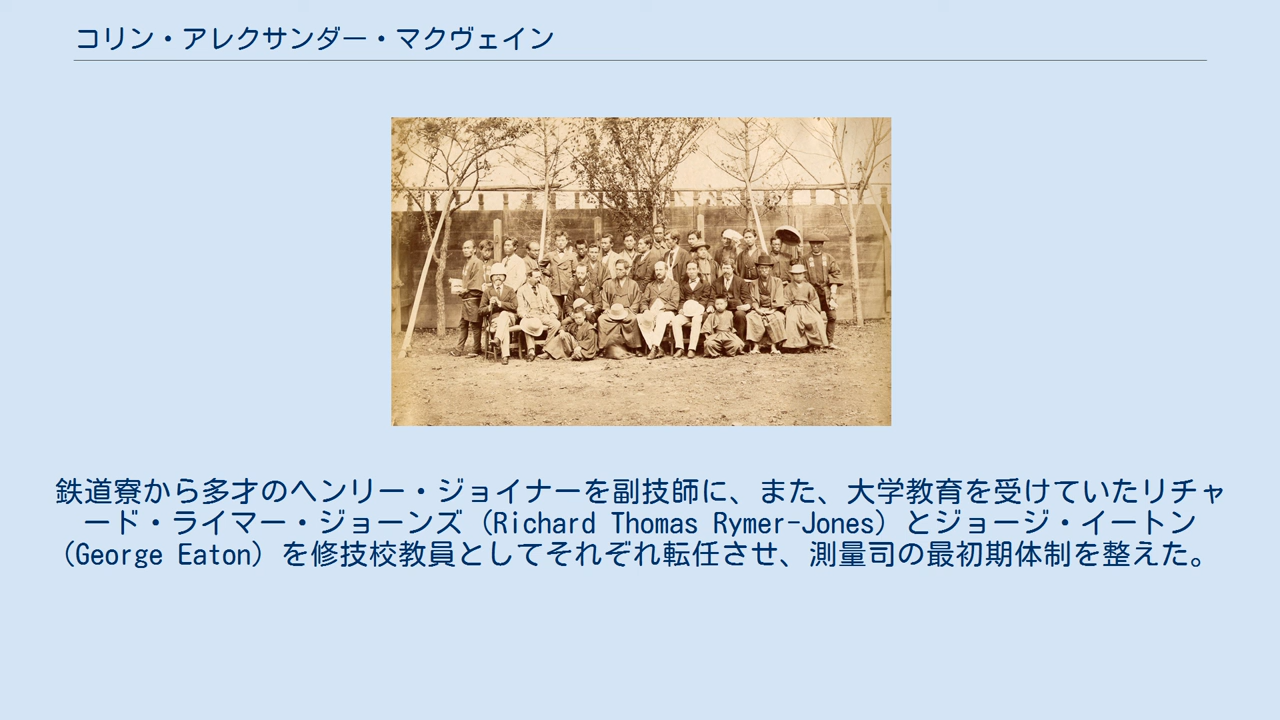 コリン・アレクサンダー・マクヴェイン
鉄道寮から多才のヘンリー・ジョイナーを副技師に、また、大学教育を受けていたリチャ
ード・ライマー・ジョーンズ（Richard Thomas Rymer-Jones）とジョージ・イートン
（George Eaton）を修技校教員としてそれぞれ転任させ、測量司の最初期体制を整えた。